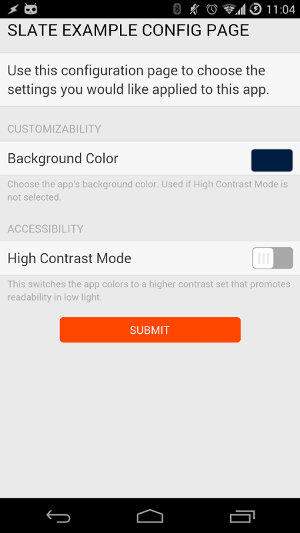 11:04
SLATE EXAMPLE CONFIG PAGE
Use this configuration page to choose the
settings you would like applied to this app.
CUSTOMIZABILITY
Background Color
Choose the app's background color. Used if High Contrast Mode is
not selected.
ACCESSIBILITY
High Contrast Mode
This switches the app colors to a higher contrast set that promotes
readability in low light.
SUBMIT